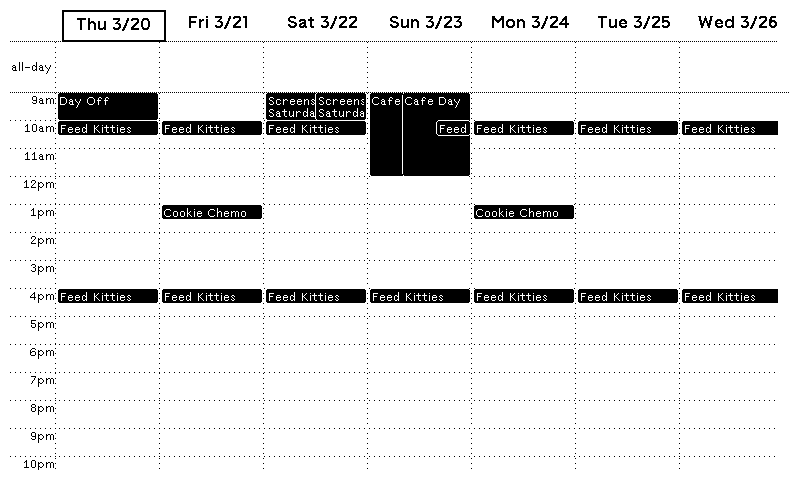 Thu 3/20 Fri 3/21 Sat 3/22 Sun 3/23 Mon 3/24 Tue 3/25 Wed 3/26
all-day
9am Day Off Screens Screens Cafe Cafe Day
Saturda Saturda
10am Feed Kitties Feed Kitties Feed Kitties Feed Feed Kitties Feed Kitties Feed Kitties
11am
12pm
1pm Cookie Chemo Cookie Chemo
2pm
3pm
4pm Feed Kitties Feed Kitties Feed Kitties Feed Kitties Feed Kitties Feed Kitties Feed Kitties
5pm
6pm
7pm
8pm
9pm
10pm